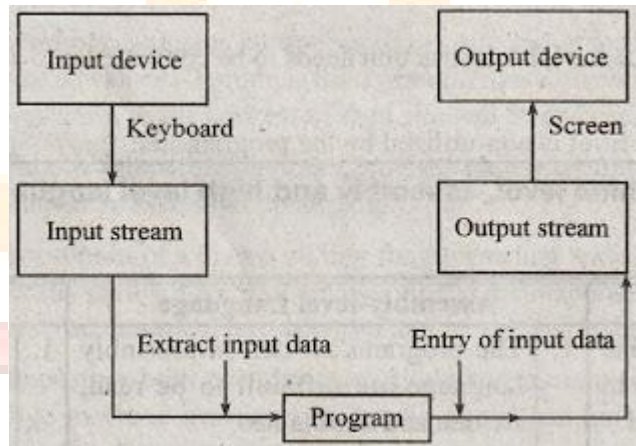 Input device
Output device
Keyboard
Screen
Input stream
Output stream
Extract input data
Entry of input data
Program